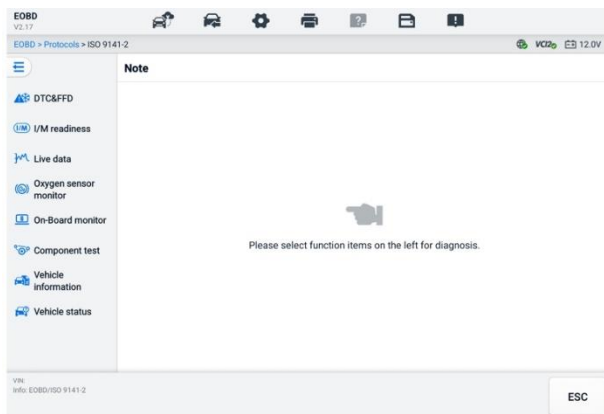 EOBD
V2.17
EOBD > Protocols > ISO 9141-2
VCI2
12.0V
Note
DTC&FFD
I/M
I/M readiness
Live data
Oxygen sensor
monitor
On-Board monitor
Component test
Vehicle
information
Vehicle status
Please select function items on the left for diagnosis.
VIN:
Info: EOBD/ISO 9141-2
ESC